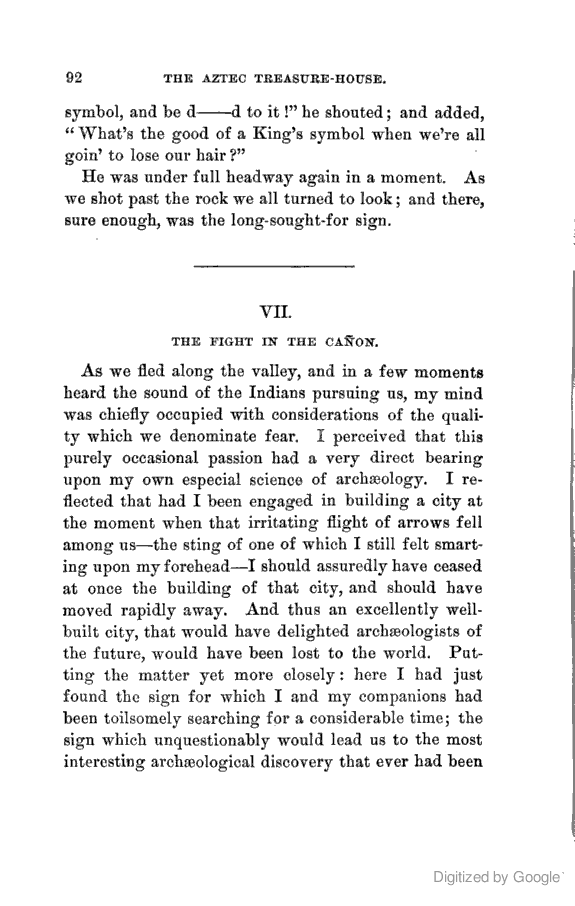 92 THE AZTEC TREASURE-HOUSE.
symbol, and be d——d to it!” he shouted; and added,
“What’s the good of a King’s symbol when we’re all
goin’ to lose our hair?”
He was under full headway again in a moment. As
we shot past the rock we all turned to look; and there,
sure enough, was the long-sought-for sign.
VII.
THE FIGHT IN THE CAÑON.
As we fled along the valley, and in a few moments
heard the sound of the Indians pursuing us, my mind
was chiefly occupied with considerations of the quali-
ty which we denominate fear. I perceived that this
purely occasional passion had a very direct bearing
upon my own especial science of archæology. I re-
flected that had I been engaged in building a city at
the moment when that irritating flight of arrows fell
among us—the sting of one of which I still felt smart-
ing upon my forehead—I should assuredly have ceased
at once the building of that city, and should have
moved rapidly away. And thus an excellently well-
built city, that would have delighted archæologists of
the future, would have been lost to the world. Put-
ting the matter yet more closely: here I had just
found the sign for which I and my companions had
been toilsomely searching for a considerable time; the
sign which unquestionably would lead us to the most
interesting archæological discovery that ever had been
Digitized by Google